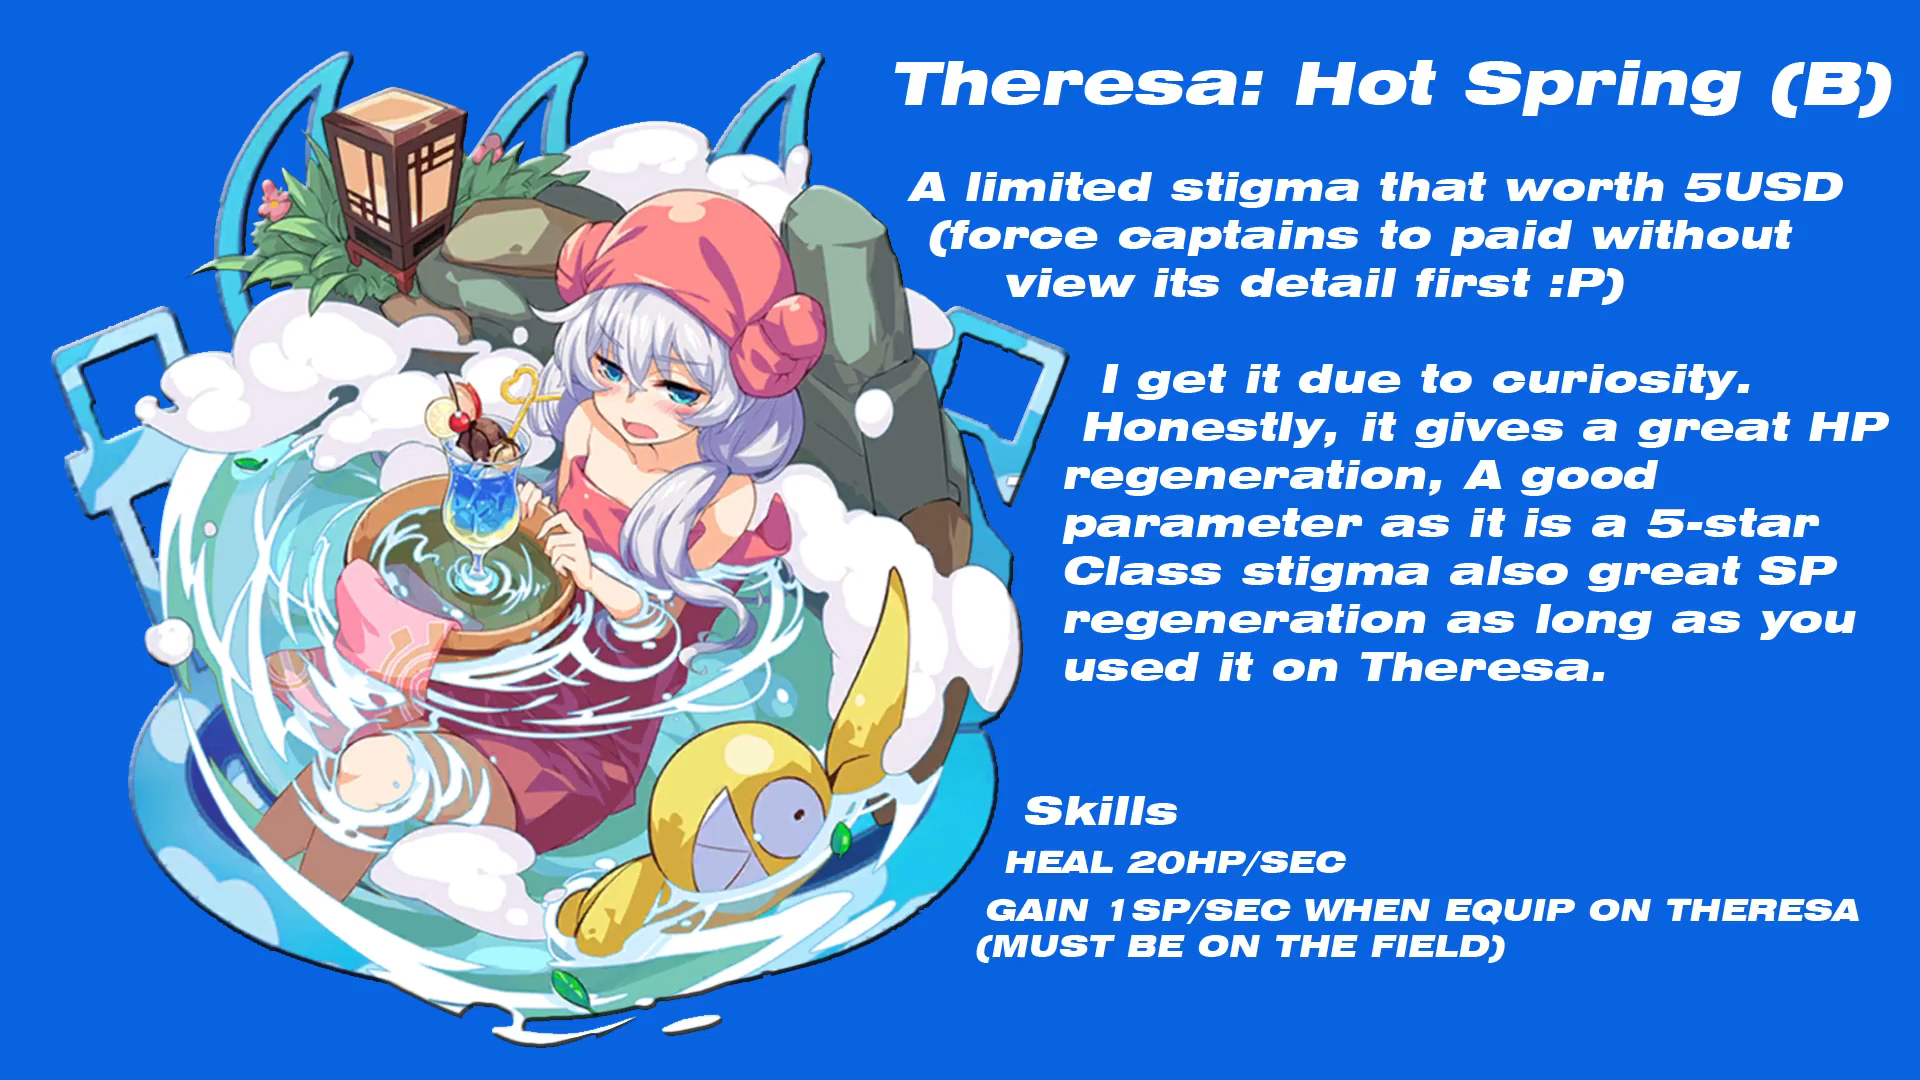 Theresa: Hot Spring (B)
A limited stigma that worth 5USD
(force captains to paid without
view its detail first :P)
I get it due to curiosity.
Honestly, it gives a great HP
regeneration, A good
parameter as it is a 5-star
Class stigma also great SP
regeneration as long as you
used it on Theresa.
Skills
HEAL 20HP/SEC
GAIN 1SP/SEC WHEN EQUIP ON THERESA
(MUST BE ON THE FIELD)